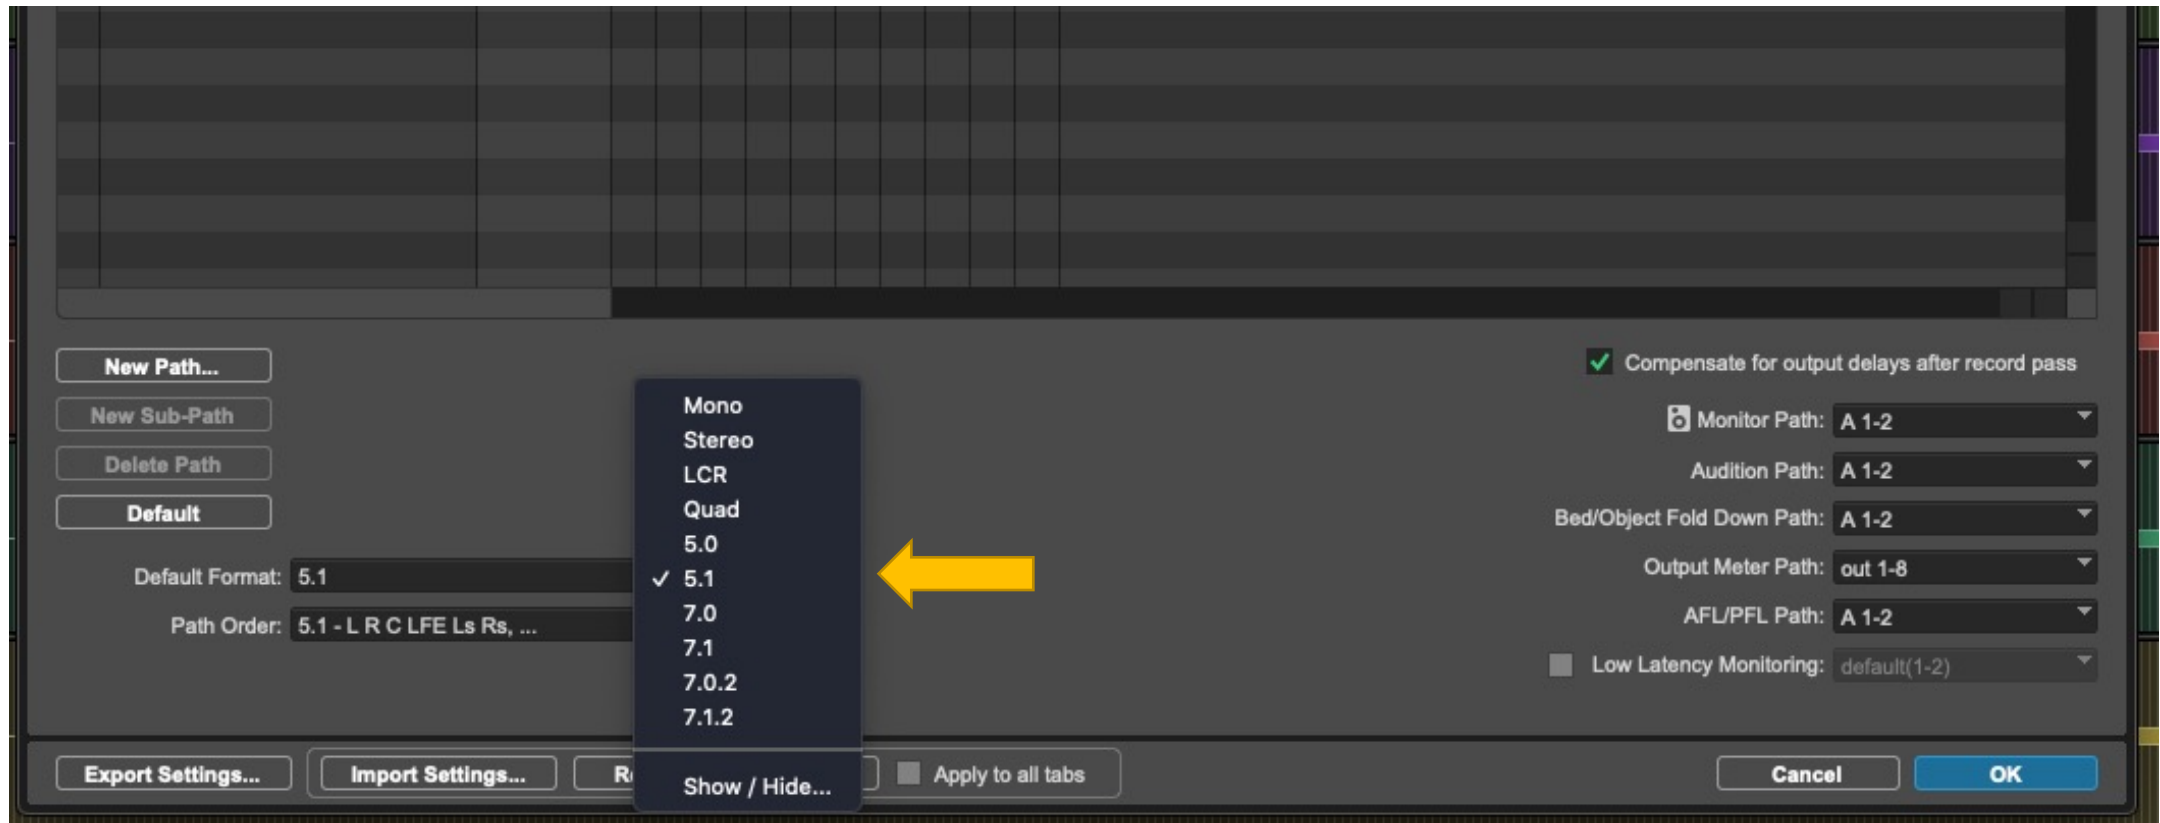 New Path...
New Sub-Path
Delete Path
Default
Default Format: 5.1
Path Order: 5.1 - L R C LFE Ls Rs, ...
Mono
Stereo
LCR
Quad
5.0
✓ 5.1
7.0
7.1
7.0.2
7.1.2
Show / Hide...
Compensate for output delays after record pass
Monitor Path: A 1-2
Audition Path: A 1-2
Bed/Object Fold Down Path: A 1-2
Output Meter Path: out 1-8
AFL/PFL Path: A 1-2
Low Latency Monitoring: default(1-2)
Export Settings...
Import Settings...
Apply to all tabs
Cancel
OK